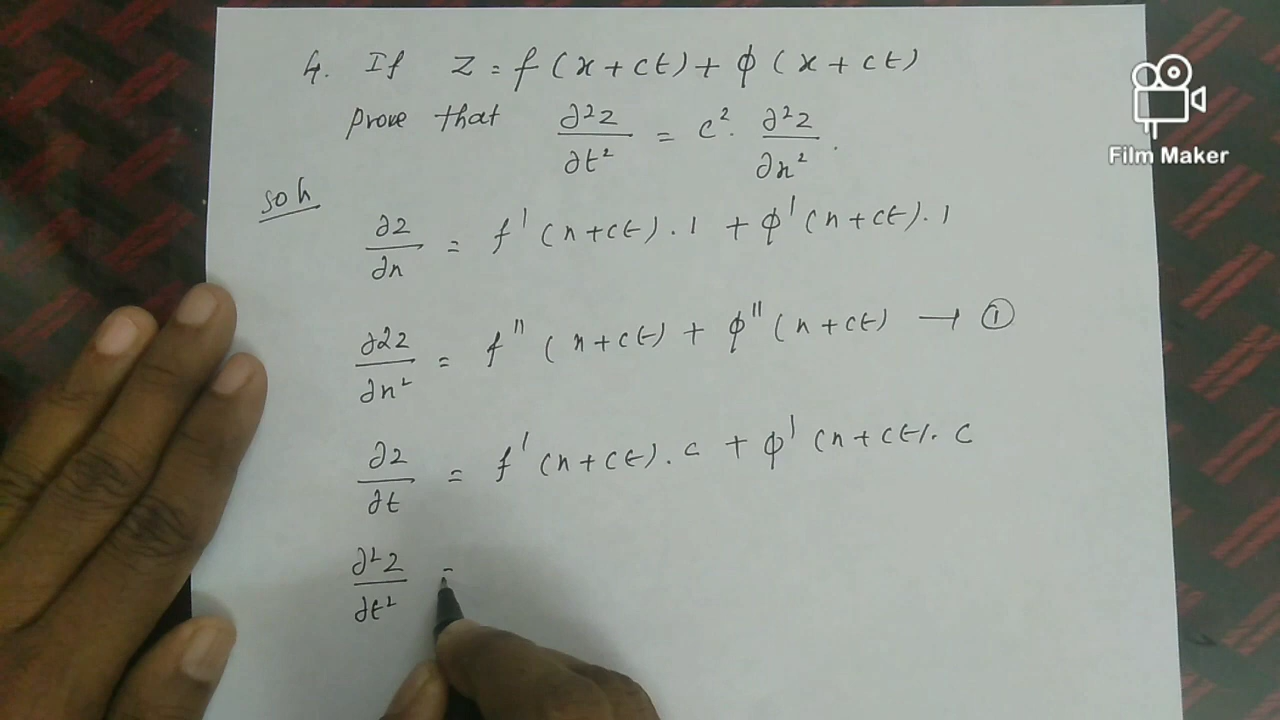 4. If z = f(x+ct) + ϕ(x+ct)
Film Maker
prove that ∂²z/∂t² = c². ∂²z/∂x².
soln
∂z/∂x = f'(x+ct).1 + ϕ'(x+ct).1
∂²z/∂x² = f''(x+ct) + ϕ''(x+ct) → ①
∂z/∂t = f'(x+ct).c + ϕ'(x+ct).c
∂²z/∂t² =